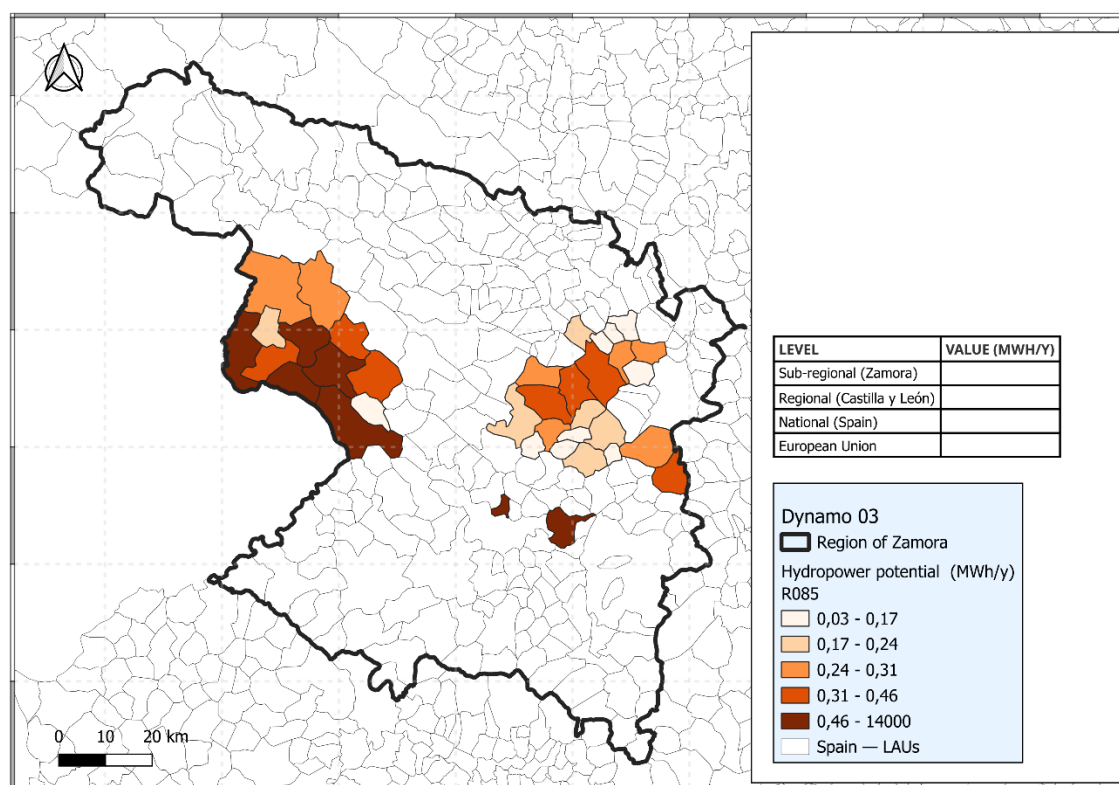 LEVEL VALUE (MWH/Y)
Sub-regional (Zamora)
Regional (Castilla y León)
National (Spain)
European Union
Dynamo 03
Region of Zamora
Hydropower potential (MWh/y)
R085
0,03 - 0,17
0,17 - 0,24
0,24 - 0,31
0,31 - 0,46
0,46 - 14000
Spain — LAUs
0 10 20 km